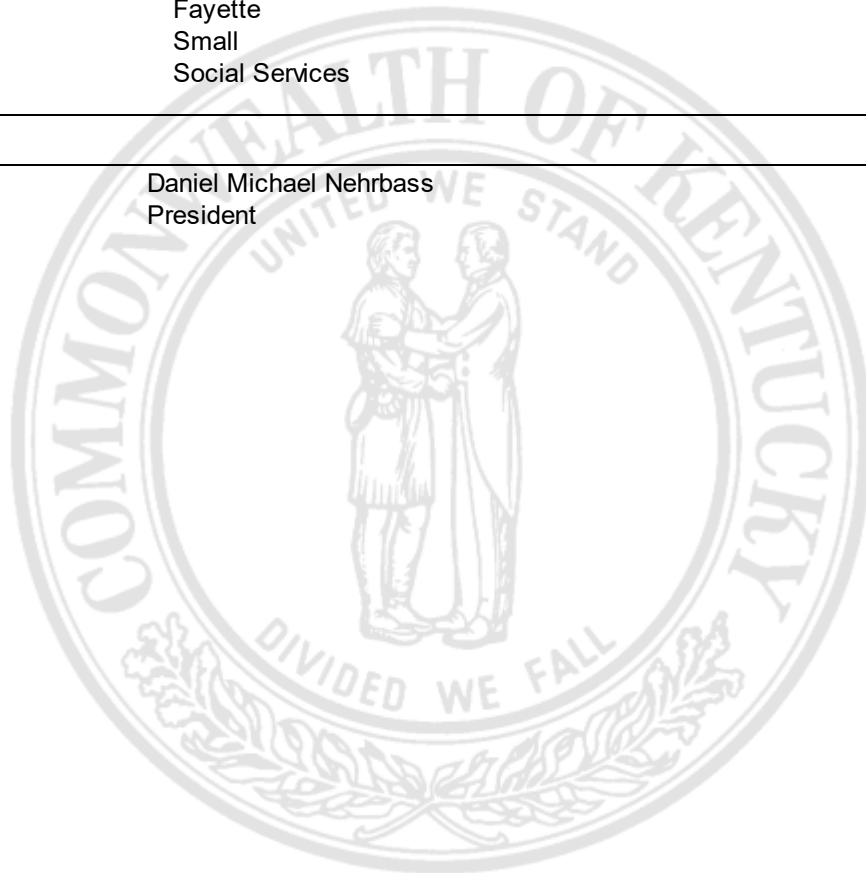 Fayette
Small
Social Services
Daniel Michael Nehrbass
President
COMMONWEALTH OF KENTUCKY
UNITED WE STAND
DIVIDED WE FALL